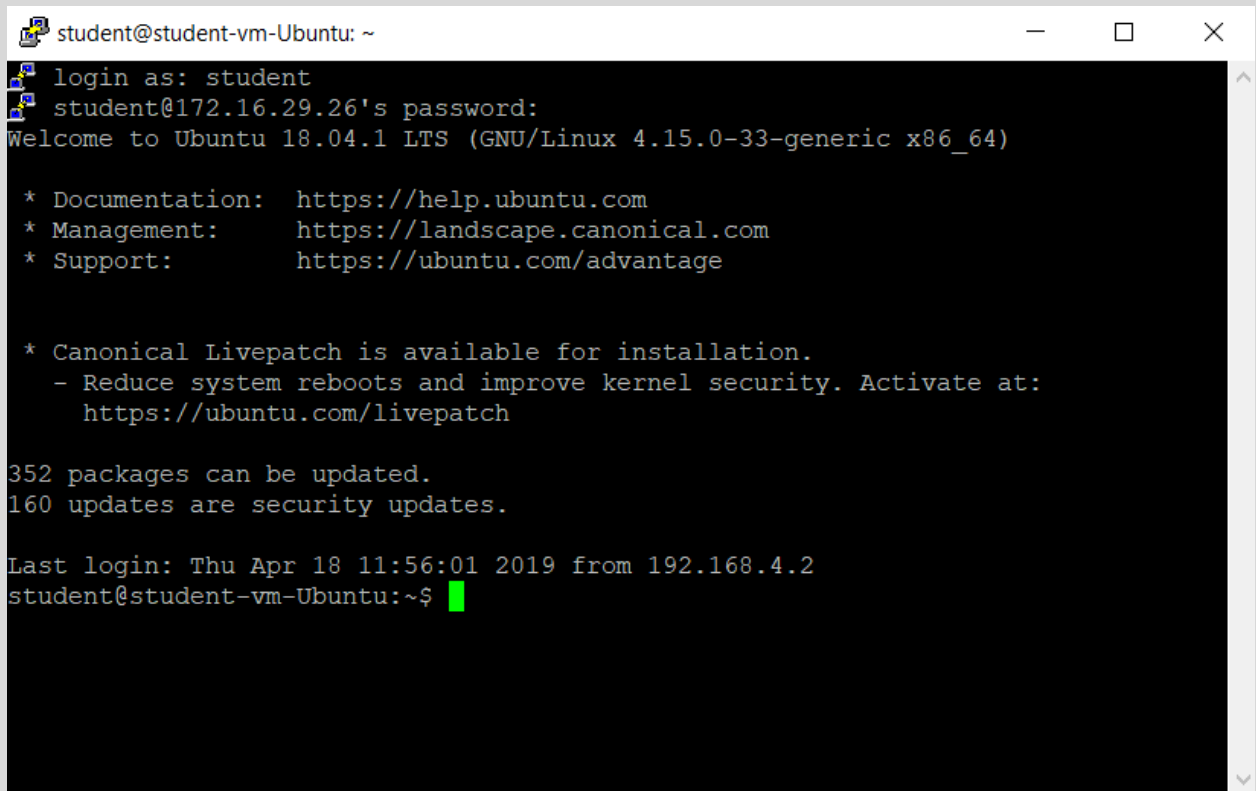 student@student-vm-Ubuntu: ~
login as: student
student@172.16.29.26's password:
Welcome to Ubuntu 18.04.1 LTS (GNU/Linux 4.15.0-33-generic x86_64)
* Documentation:  https://help.ubuntu.com
* Management:     https://landscape.canonical.com
* Support:        https://ubuntu.com/advantage
* Canonical Livepatch is available for installation.
- Reduce system reboots and improve kernel security. Activate at:
https://ubuntu.com/livepatch
352 packages can be updated.
160 updates are security updates.
Last login: Thu Apr 18 11:56:01 2019 from 192.168.4.2
student@student-vm-Ubuntu:~$